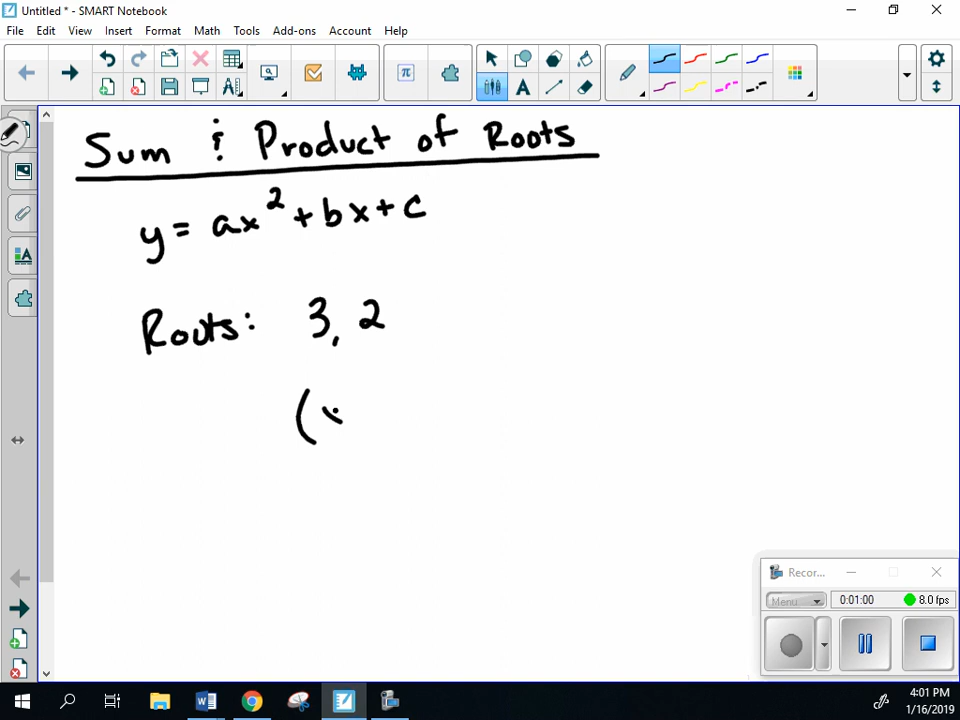 Untitled * - SMART Notebook
File Edit View Insert Format Math Tools Add-ons Account Help
Sum & Product of Roots
y = ax² + bx + c
Roots: 3, 2
(x
Recor...
Menu 0:01:00 8.0 fps
4:01 PM
1/16/2019